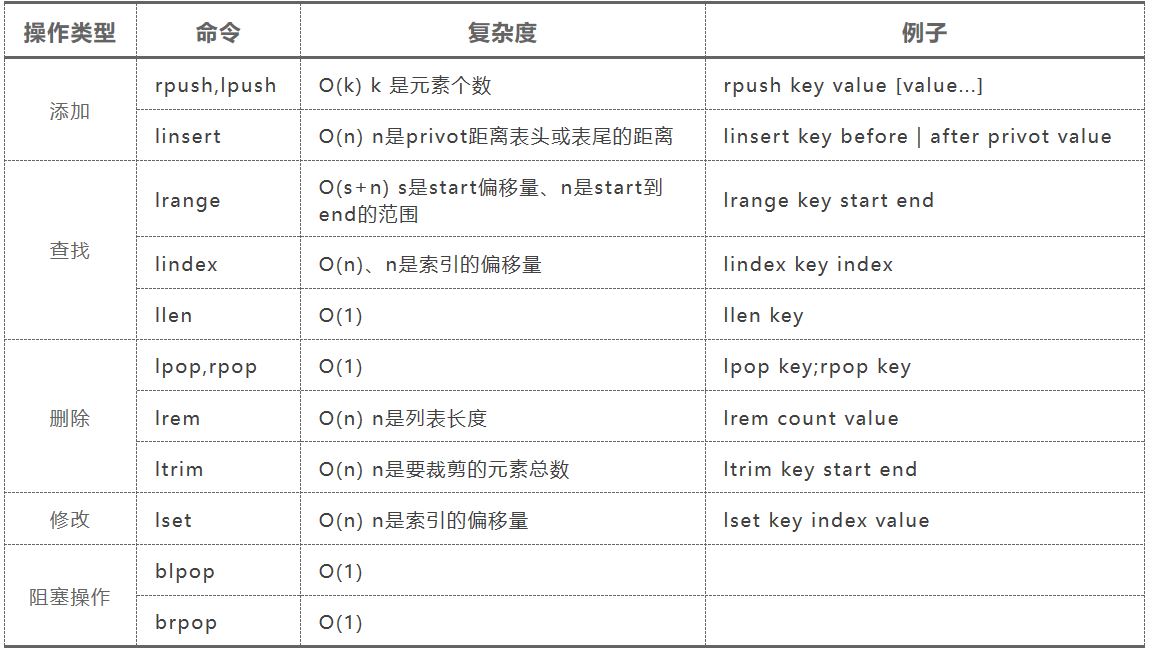 操作类型 命令 复杂度 例子
添加
rpush,lpush O(k) k 是元素个数 rpush key value [value...]
linsert O(n) n是privot距离表头或表尾的距离 linsert key before | after privot value
查找
lrange O(s+n) s是start偏移量、n是start到
end的范围 lrange key start end
lindex O(n)、n是索引的偏移量 lindex key index
llen O(1) llen key
删除
lpop,rpop O(1) lpop key;rpop key
lrem O(n) n是列表长度 lrem count value
ltrim O(n) n是要裁剪的元素总数 ltrim key start end
修改 lset O(n) n是索引的偏移量 lset key index value
阻塞操作
blpop O(1)
brpop O(1)